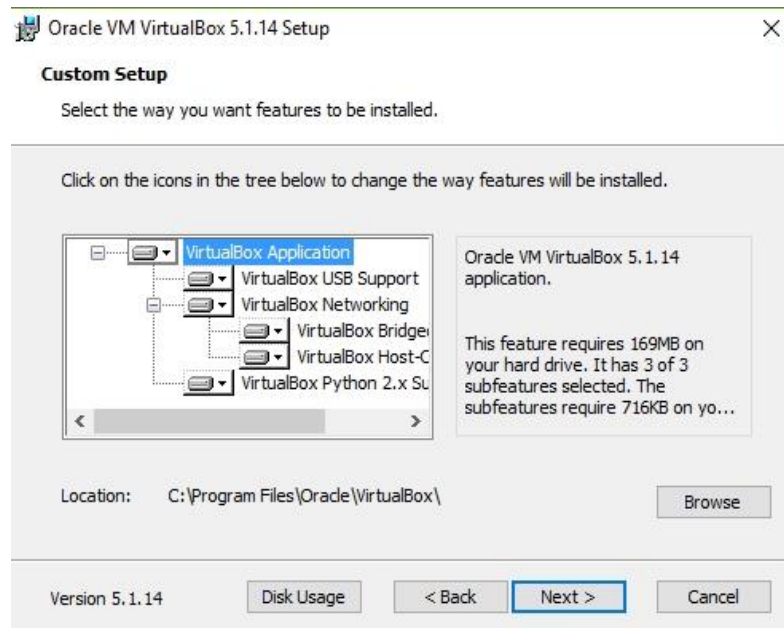 Oracle VM VirtualBox 5.1.14 Setup
Custom Setup
Select the way you want features to be installed.
Click on the icons in the tree below to change the way features will be installed.
VirtualBox Application
VirtualBox USB Support
VirtualBox Networking
VirtualBox Bridge
VirtualBox Host-C
VirtualBox Python 2.x Su
Oracle VM VirtualBox 5.1.14
application.
This feature requires 169MB on
your hard drive. It has 3 of 3
subfeatures selected. The
subfeatures require 716KB on yo...
Location: C:\Program Files\Oracle\VirtualBox\
Browse
Version 5.1.14
Disk Usage
< Back
Next >
Cancel